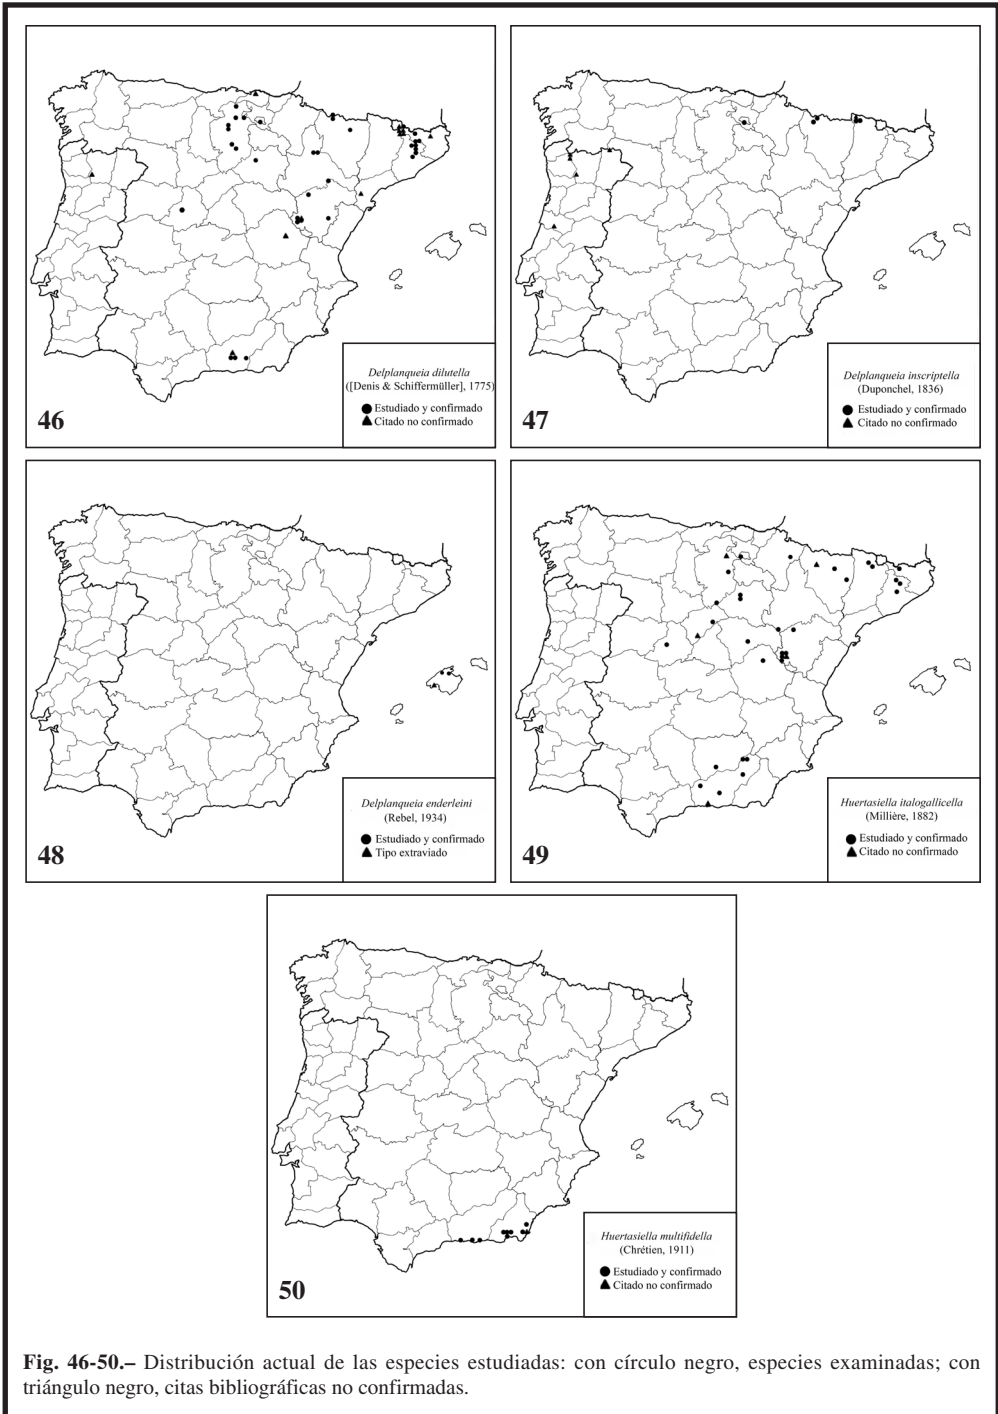 Delplanqueia dilutella
([Denis & Schiffermüller], 1775)
Estudiado y confirmado
Citado no confirmado
46
Delplanqueia inscriptella
(Duponchel, 1836)
Estudiado y confirmado
Citado no confirmado
47
Delplanqueia enderleini
(Rebel, 1934)
Estudiado y confirmado
Tipo extraviado
48
Huertasiella italogallicella
(Millière, 1882)
Estudiado y confirmado
Citado no confirmado
49
Huertasiella multifidella
(Chrétien, 1911)
Estudiado y confirmado
Citado no confirmado
50
Fig. 46-50.– Distribución actual de las especies estudiadas: con círculo negro, especies examinadas; con
triángulo negro, citas bibliográficas no confirmadas.